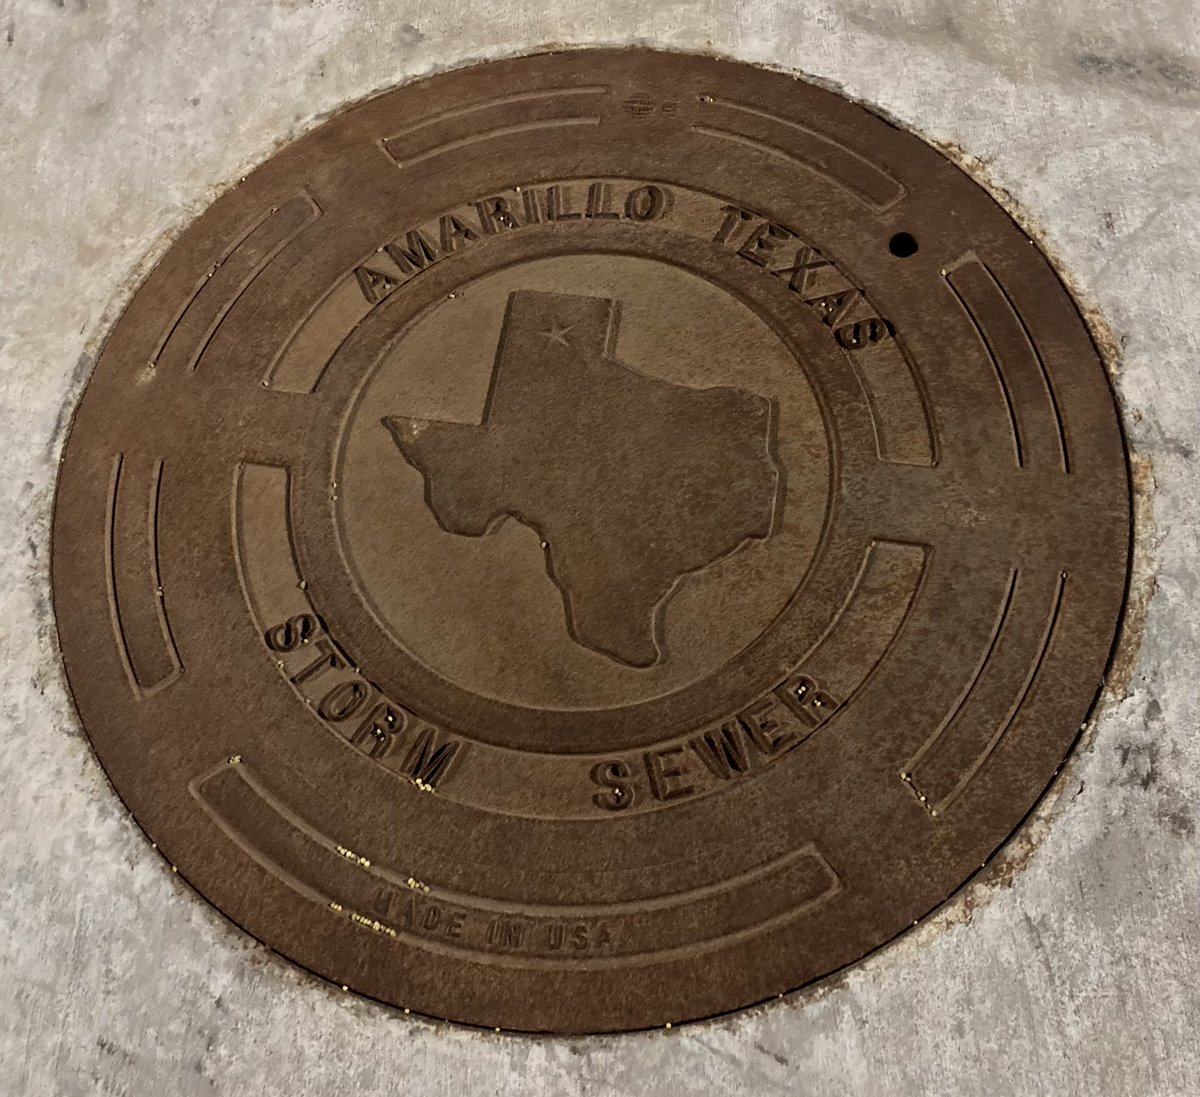 AMARILLO TEXAS
STORM SEWER
MADE IN USA